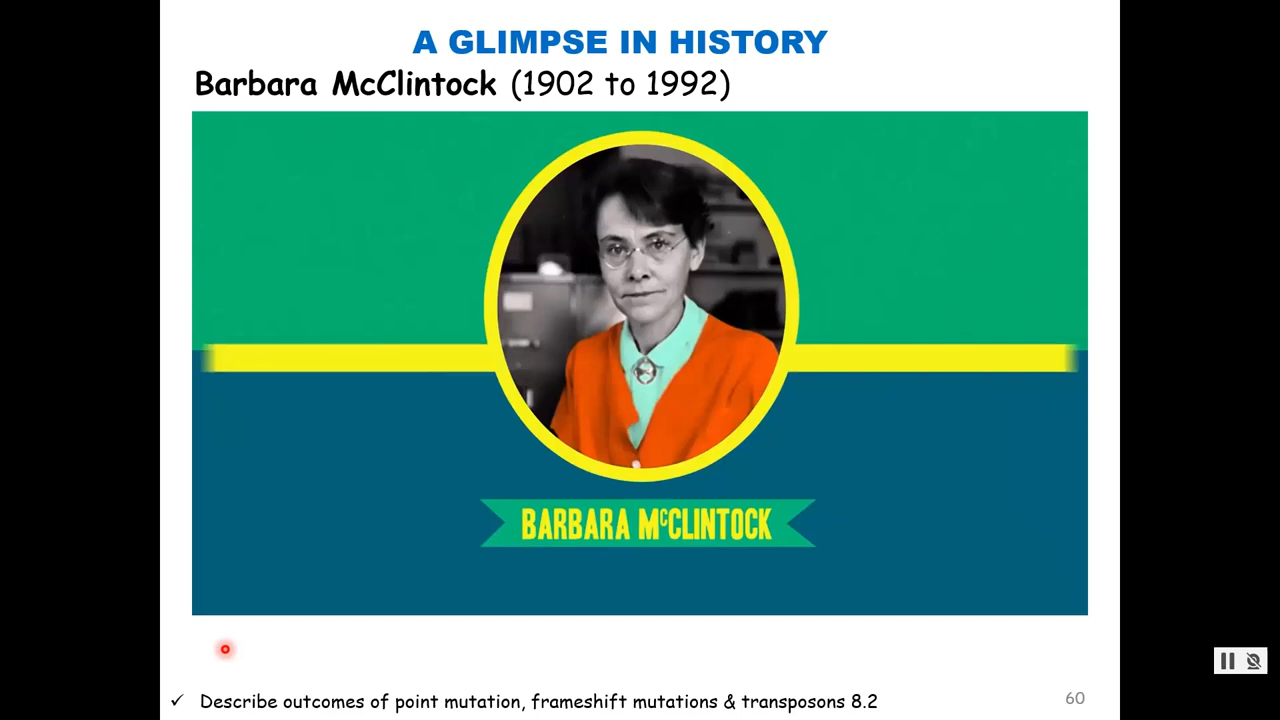 A GLIMPSE IN HISTORY
Barbara McClintock (1902 to 1992)
BARBARA McCLINTOCK
✓ Describe outcomes of point mutation, frameshift mutations & transposons 8.2
60